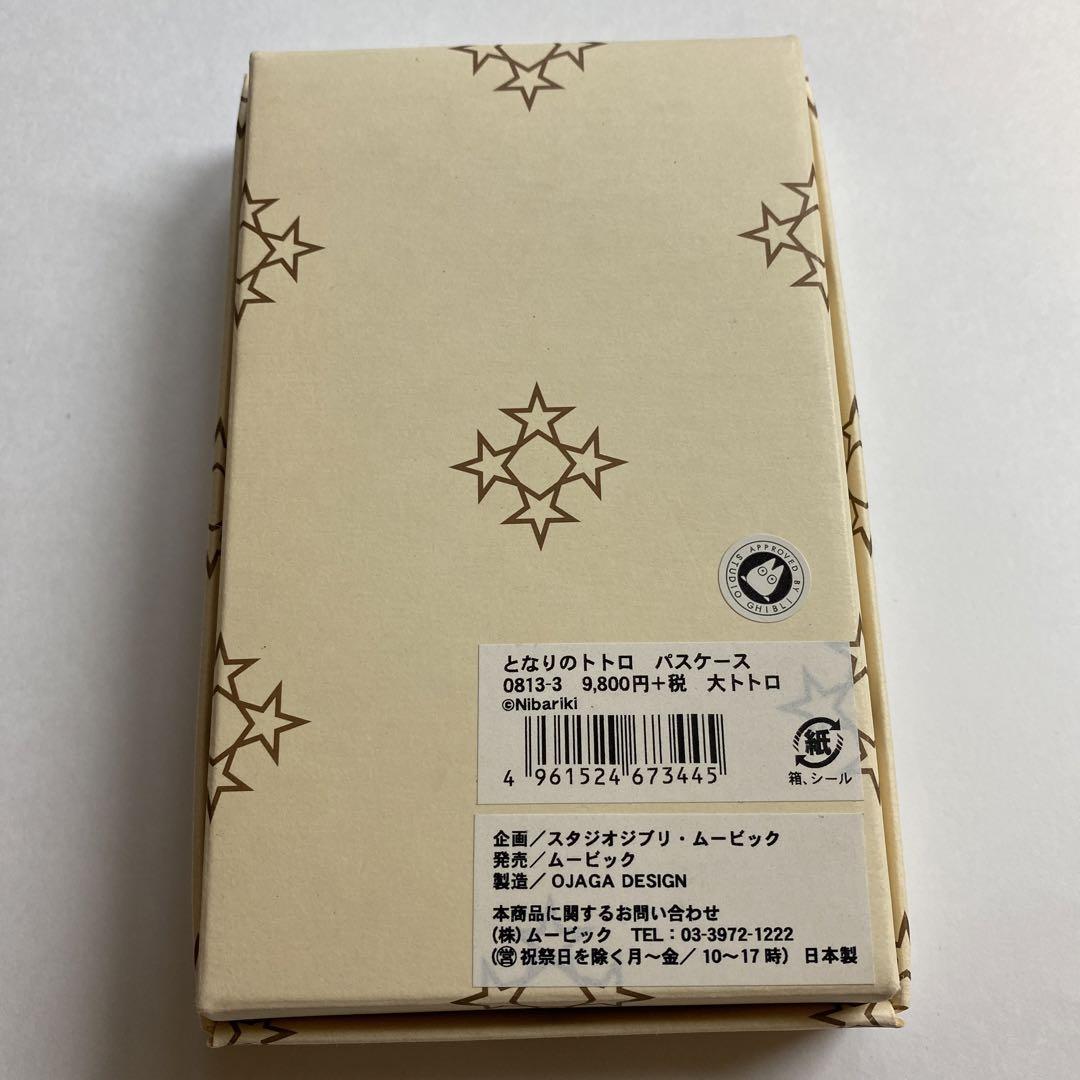 APPROVED BY STUDIO GHIBLI
となりのトトロ　パスケース
0813-3　9,800円+税　大トトロ
©Nibariki
4 961524 673445
紙
箱、シール
企画/スタジオジブリ・ムービック
発売/ムービック
製造/OJAGA DESIGN
本商品に関するお問い合わせ
(株)ムービック　TEL:03-3972-1222
(㊡祝祭日を除く月〜金/10〜17時)　日本製